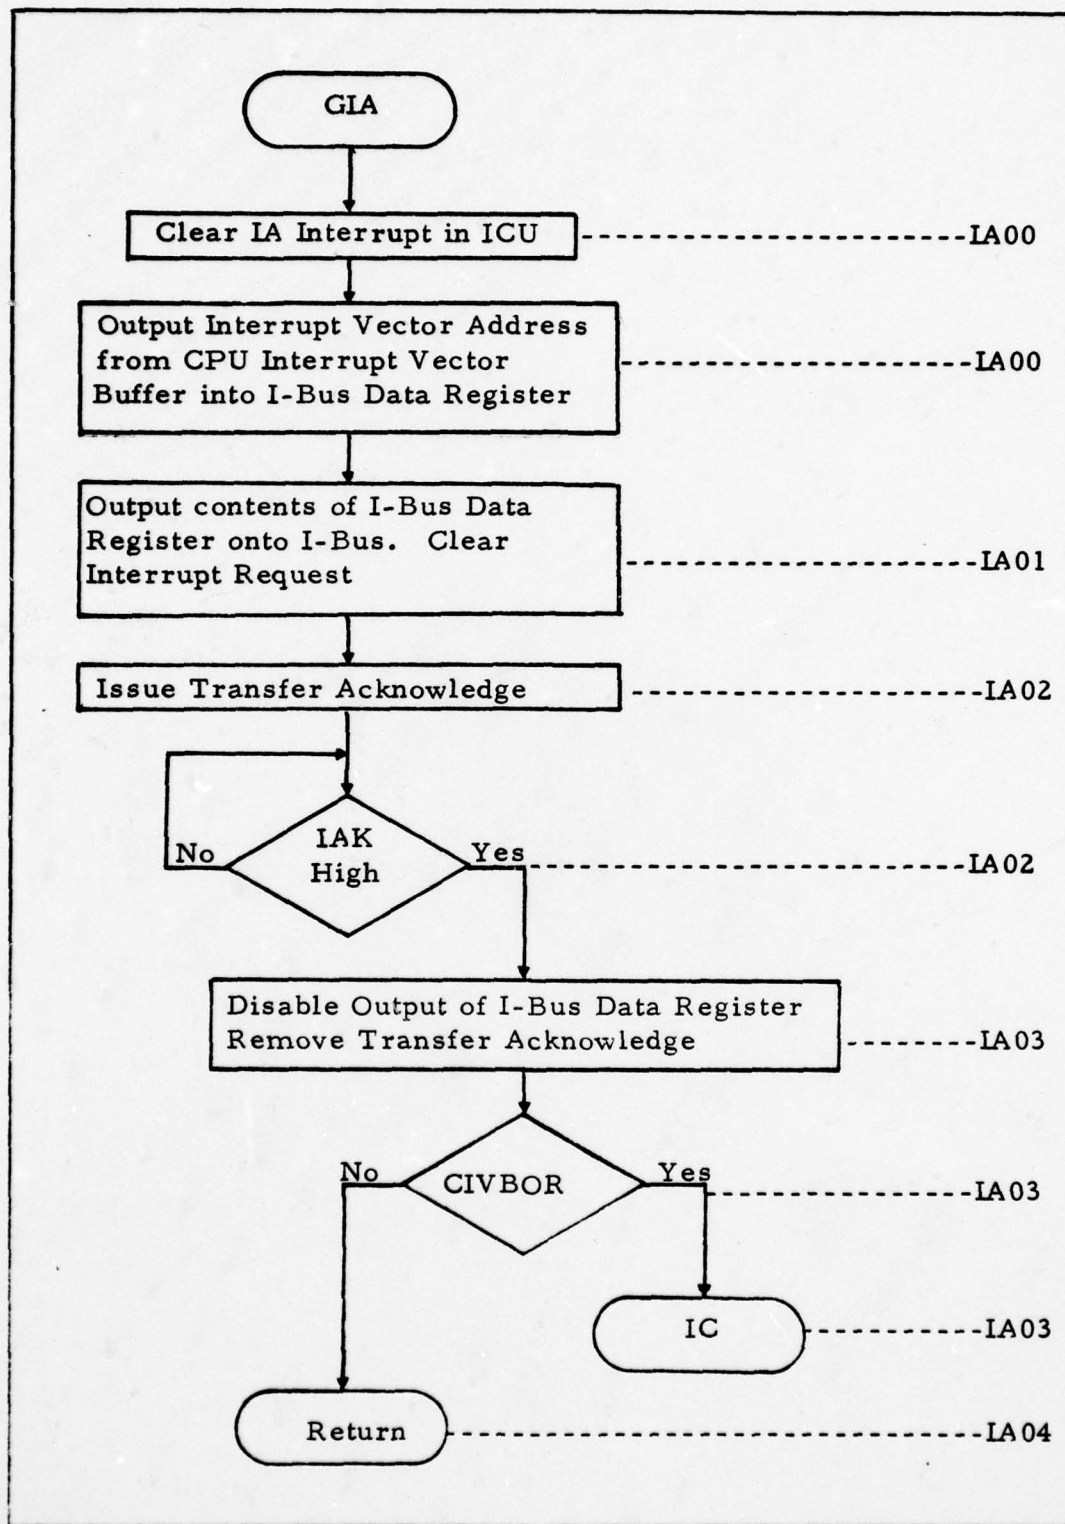 GIA
Clear IA Interrupt in ICU
IA00
Output Interrupt Vector Address
from CPU Interrupt Vector
Buffer into I-Bus Data Register
IA00
Output contents of I-Bus Data
Register onto I-Bus. Clear
Interrupt Request
IA01
Issue Transfer Acknowledge
IA02
IAK
High
No
Yes
IA02
Disable Output of I-Bus Data Register
Remove Transfer Acknowledge
IA03
No
CIVBOR
Yes
IA03
IC
IA03
Return
IA04